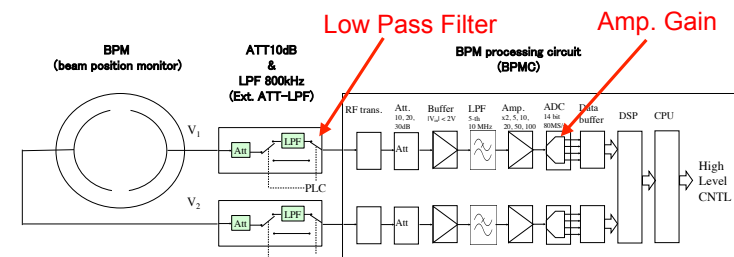 Low Pass Filter
Amp. Gain
BPM
(beam position monitor)
ATT10dB
&
LPF 800kHz
(Ext. ATT-LPF)
BPM processing circuit
(BPMC)
RF trans.
Att.
10, 20,
30dB
Buffer
|Vin| < 2V
LPF
5-th
10 MHz
Amp.
x2, 5, 10,
20, 50, 100
ADC
14 bit
80MS/
Data
buffer
DSP
CPU
V1
Att
LPF
Att
PLC
High
Level
CNTL
V2
Att
LPF
Att